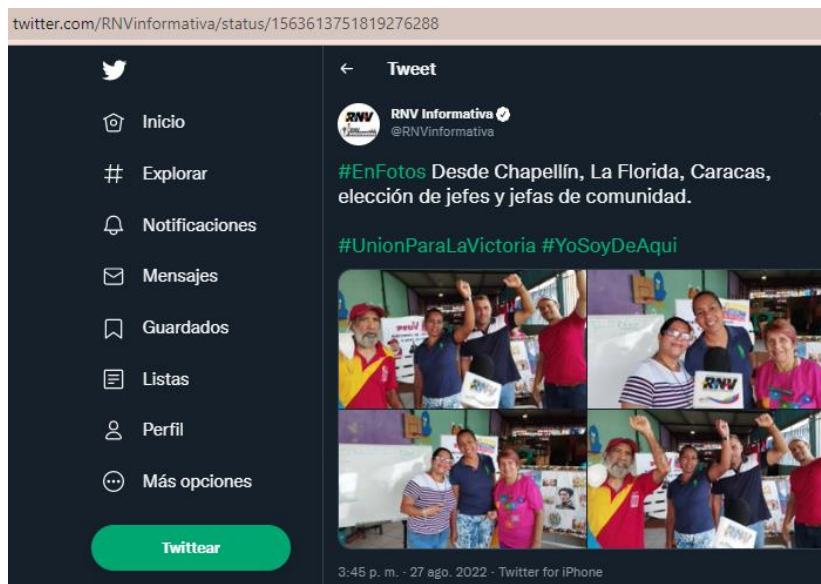 twitter.com/RNVinformativa/status/1563613751819276288
Inicio
Explorar
Notificaciones
Mensajes
Guardados
Listas
Perfil
Más opciones
Twittear
Tweet
RNV
RNV Informativa
@RNVinformativa
#EnFotos Desde Chapellín, La Florida, Caracas,
elección de jefes y jefas de comunidad.
#UnionParaLaVictoria #YoSoyDeAqui
RNV
RNV
RNV
3:45 p. m. · 27 ago. 2022 · Twitter for iPhone